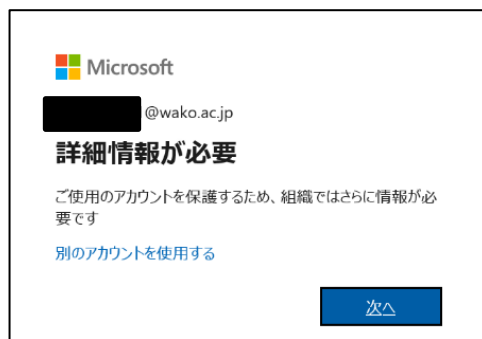 Microsoft
@wako.ac.jp
詳細情報が必要
ご使用のアカウントを保護するため、組織ではさらに情報が必
要です
別のアカウントを使用する
次へ